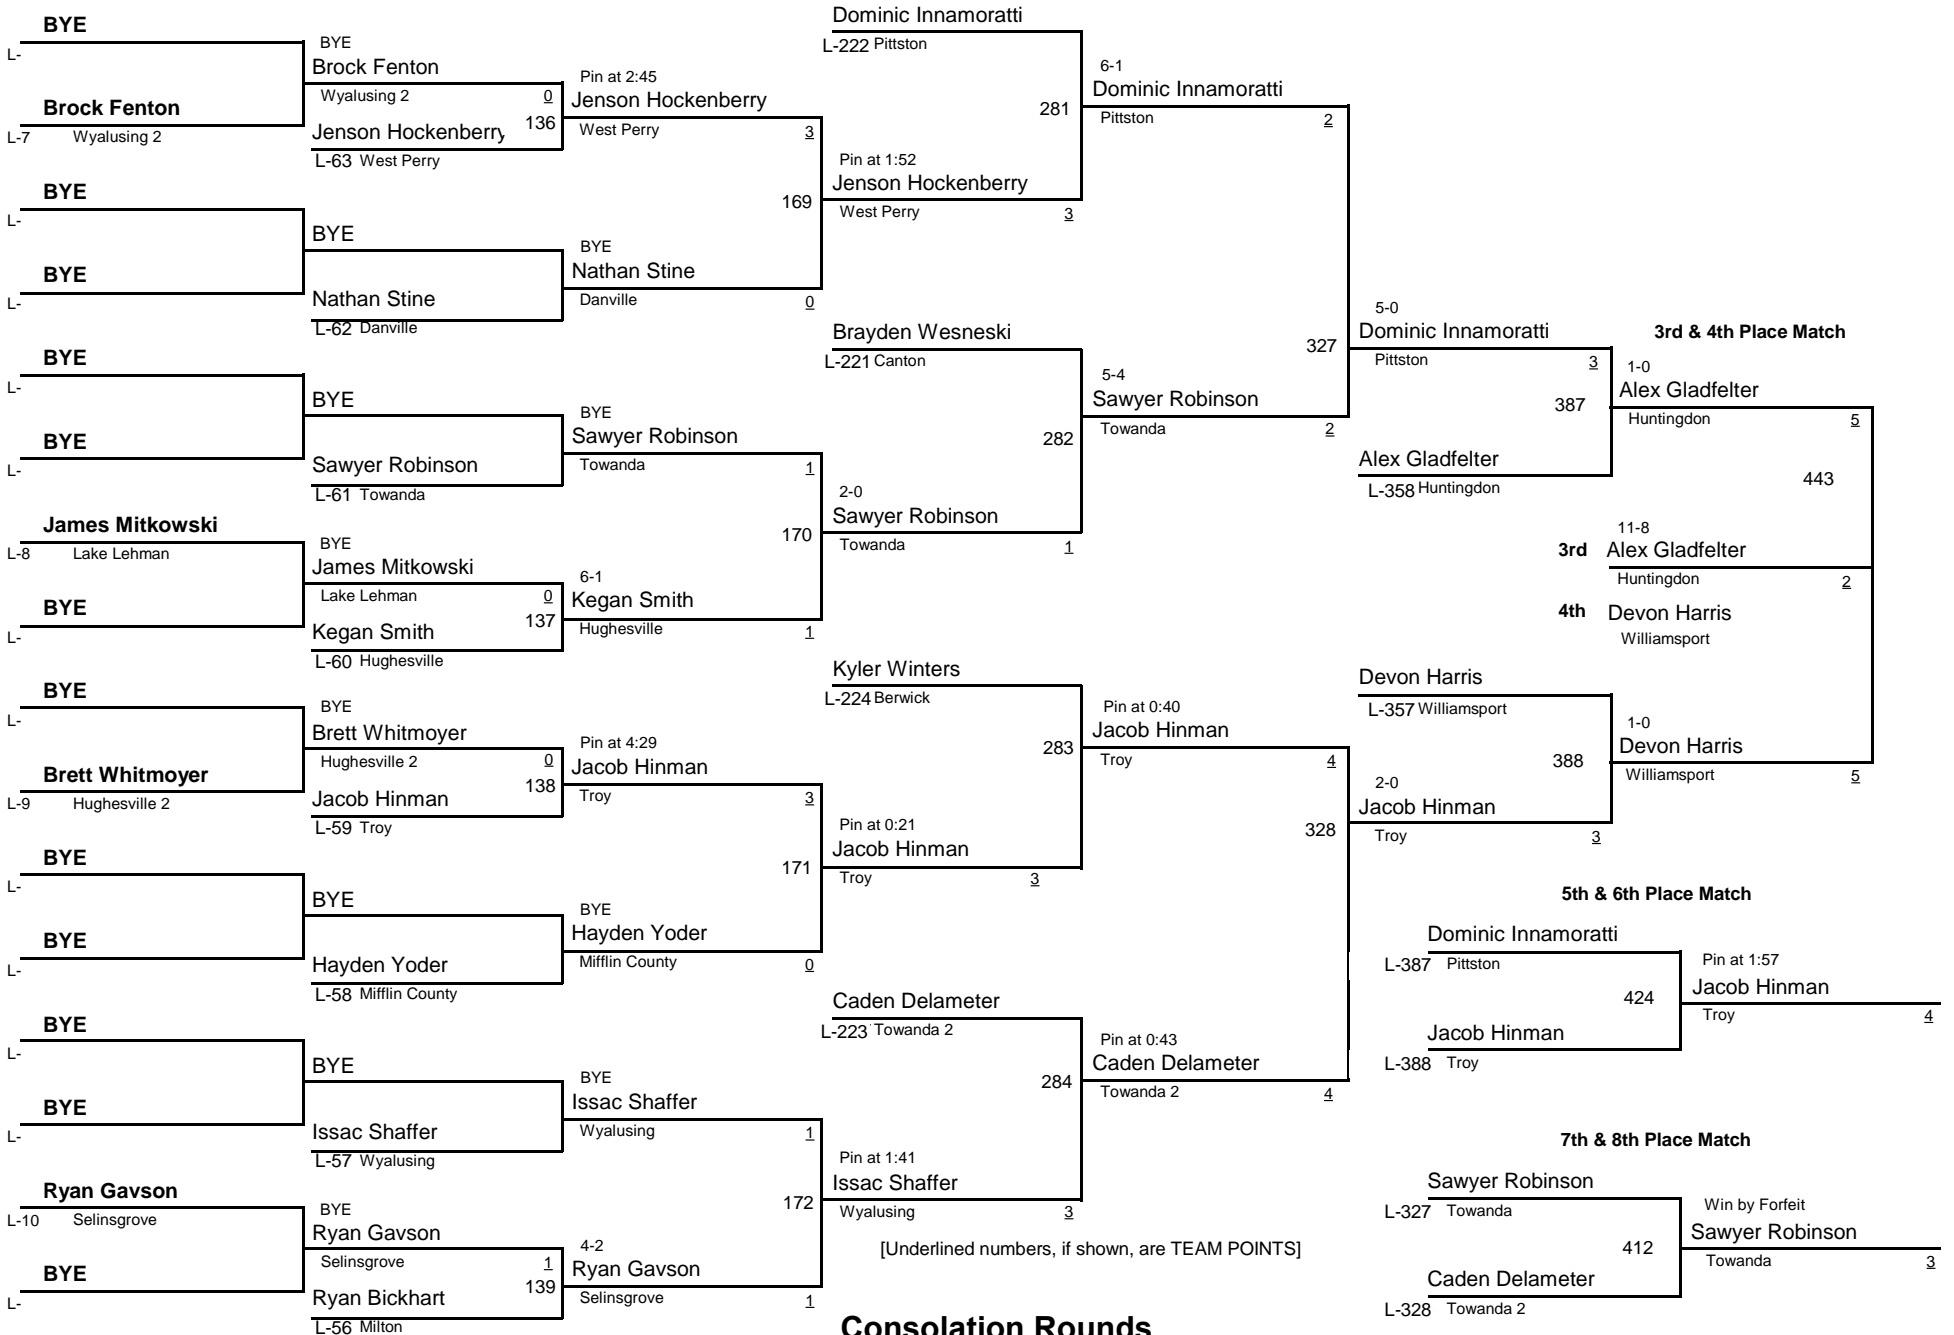 BYE
L-
Brock Fenton
L-7 Wyalusing 2
BYE
L-
BYE
L-
BYE
L-
BYE
L-
James Mitkowski
L-8 Lake Lehman
BYE
L-
BYE
L-
Brett Whitmoyer
L-9 Hughesville 2
BYE
L-
BYE
L-
BYE
L-
BYE
L-
Ryan Gavson
L-10 Selinsgrove
BYE
L-
BYE
Brock Fenton
Wyalusing 2 0
136
Jenson Hockenberry
L-63 West Perry
BYE
Nathan Stine
L-62 Danville
BYE
Sawyer Robinson
L-61 Towanda
BYE
James Mitkowski
Lake Lehman 0
137
Kegan Smith
L-60 Hughesville
BYE
Brett Whitmoyer
Hughesville 2 0
138
Jacob Hinman
L-59 Troy
BYE
Hayden Yoder
L-58 Mifflin County
BYE
Issac Shaffer
L-57 Wyalusing
BYE
Ryan Gavson
Selinsgrove 1
139
Ryan Bickhart
L-56 Milton
Pin at 2:45
Jenson Hockenberry
West Perry 3
169
BYE
Nathan Stine
Danville 0
BYE
Sawyer Robinson
Towanda 1
170
6-1
Kegan Smith
Hughesville 1
Pin at 4:29
Jacob Hinman
Troy 3
171
BYE
Hayden Yoder
Mifflin County 0
BYE
Issac Shaffer
Wyalusing 1
172
4-2
Ryan Gavson
Selinsgrove 1
Dominic Innamoratti
L-222 Pittston
281
Pin at 1:52
Jenson Hockenberry
West Perry 3
Brayden Wesneski
L-221 Canton
282
2-0
Sawyer Robinson
Towanda 1
Kyler Winters
L-224 Berwick
283
Pin at 0:21
Jacob Hinman
Troy 3
Caden Delameter
L-223 Towanda 2
284
Pin at 1:41
Issac Shaffer
Wyalusing 3
[Underlined numbers, if shown, are TEAM POINTS]
Consolation Rounds
6-1
Dominic Innamoratti
Pittston 2
327
5-4
Sawyer Robinson
Towanda 2
Pin at 0:40
Jacob Hinman
Troy 4
328
Pin at 0:43
Caden Delameter
Towanda 2 4
5-0
Dominic Innamoratti
Pittston 3
387
Alex Gladfelter
L-358 Huntingdon
Devon Harris
L-357 Williamsport
388
2-0
Jacob Hinman
Troy 3
3rd & 4th Place Match
1-0
Alex Gladfelter
Huntingdon 5
443
11-8
3rd Alex Gladfelter
Huntingdon 2
4th Devon Harris
Williamsport
1-0
Devon Harris
Williamsport 5
5th & 6th Place Match
Dominic Innamoratti
L-387 Pittston
424
Jacob Hinman
L-388 Troy
Pin at 1:57
Jacob Hinman
Troy 4
7th & 8th Place Match
Sawyer Robinson
L-327 Towanda
412
Caden Delameter
L-328 Towanda 2
Win by Forfeit
Sawyer Robinson
Towanda 3